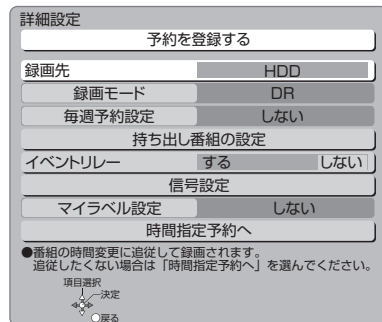 詳細設定
予約を登録する
録画先 HDD
録画モード DR
毎週予約設定 しない
持ち出し番組の設定
イベントリレー する しない
信号設定
マイラベル設定 しない
時間指定予約へ
●番組の時間変更に追従して録画されます。
追従したくない場合は「時間指定予約へ」を選んでください。
項目選択
決定
戻る